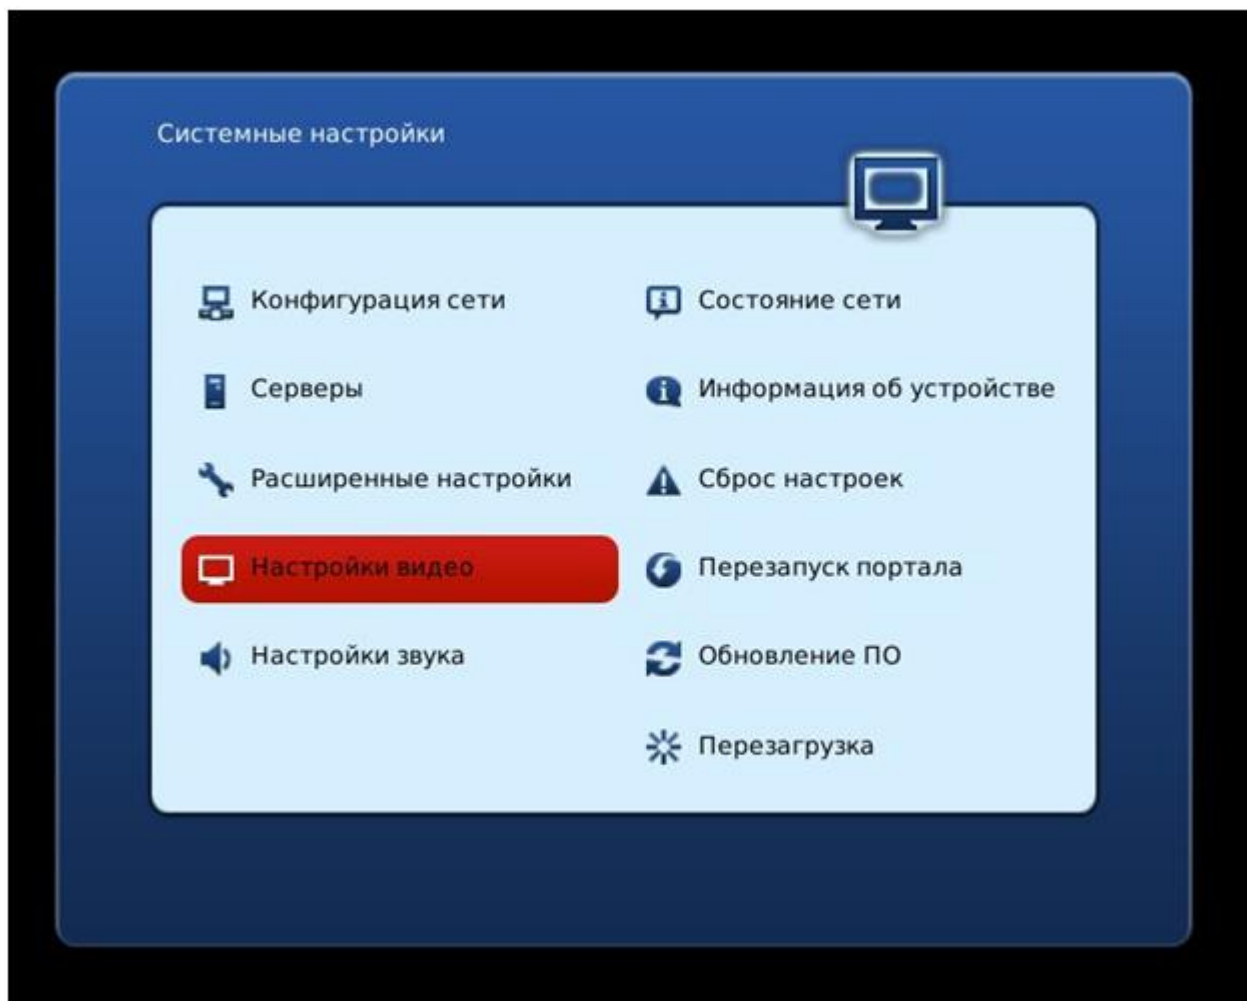 Системные настройки
Конфигурация сети
Состояние сети
Серверы
Информация об устройстве
Расширенные настройки
Сброс настроек
Настройки видео
Перезапуск портала
Настройки звука
Обновление ПО
Перезагрузка